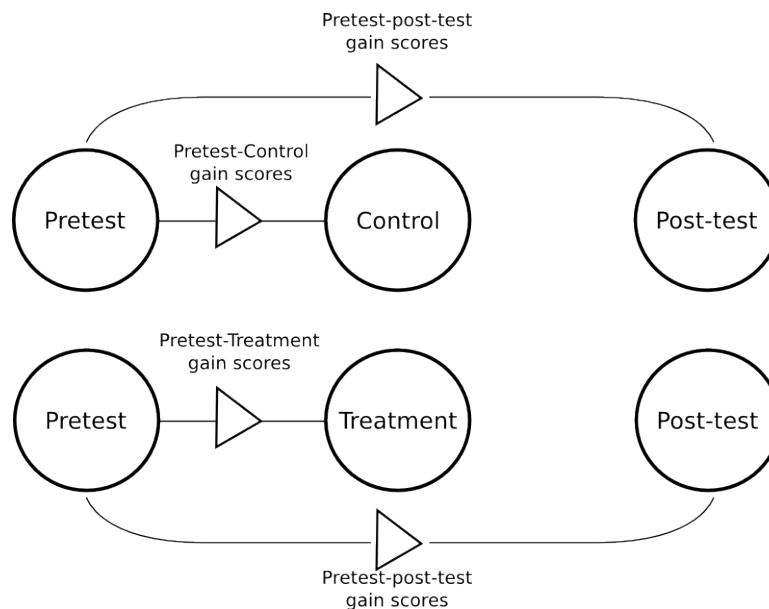 Pretest-post-test
gain scores
Pretest-Control
gain scores
Pretest
Control
Post-test
Pretest-Treatment
gain scores
Pretest
Treatment
Post-test
Pretest-post-test
gain scores